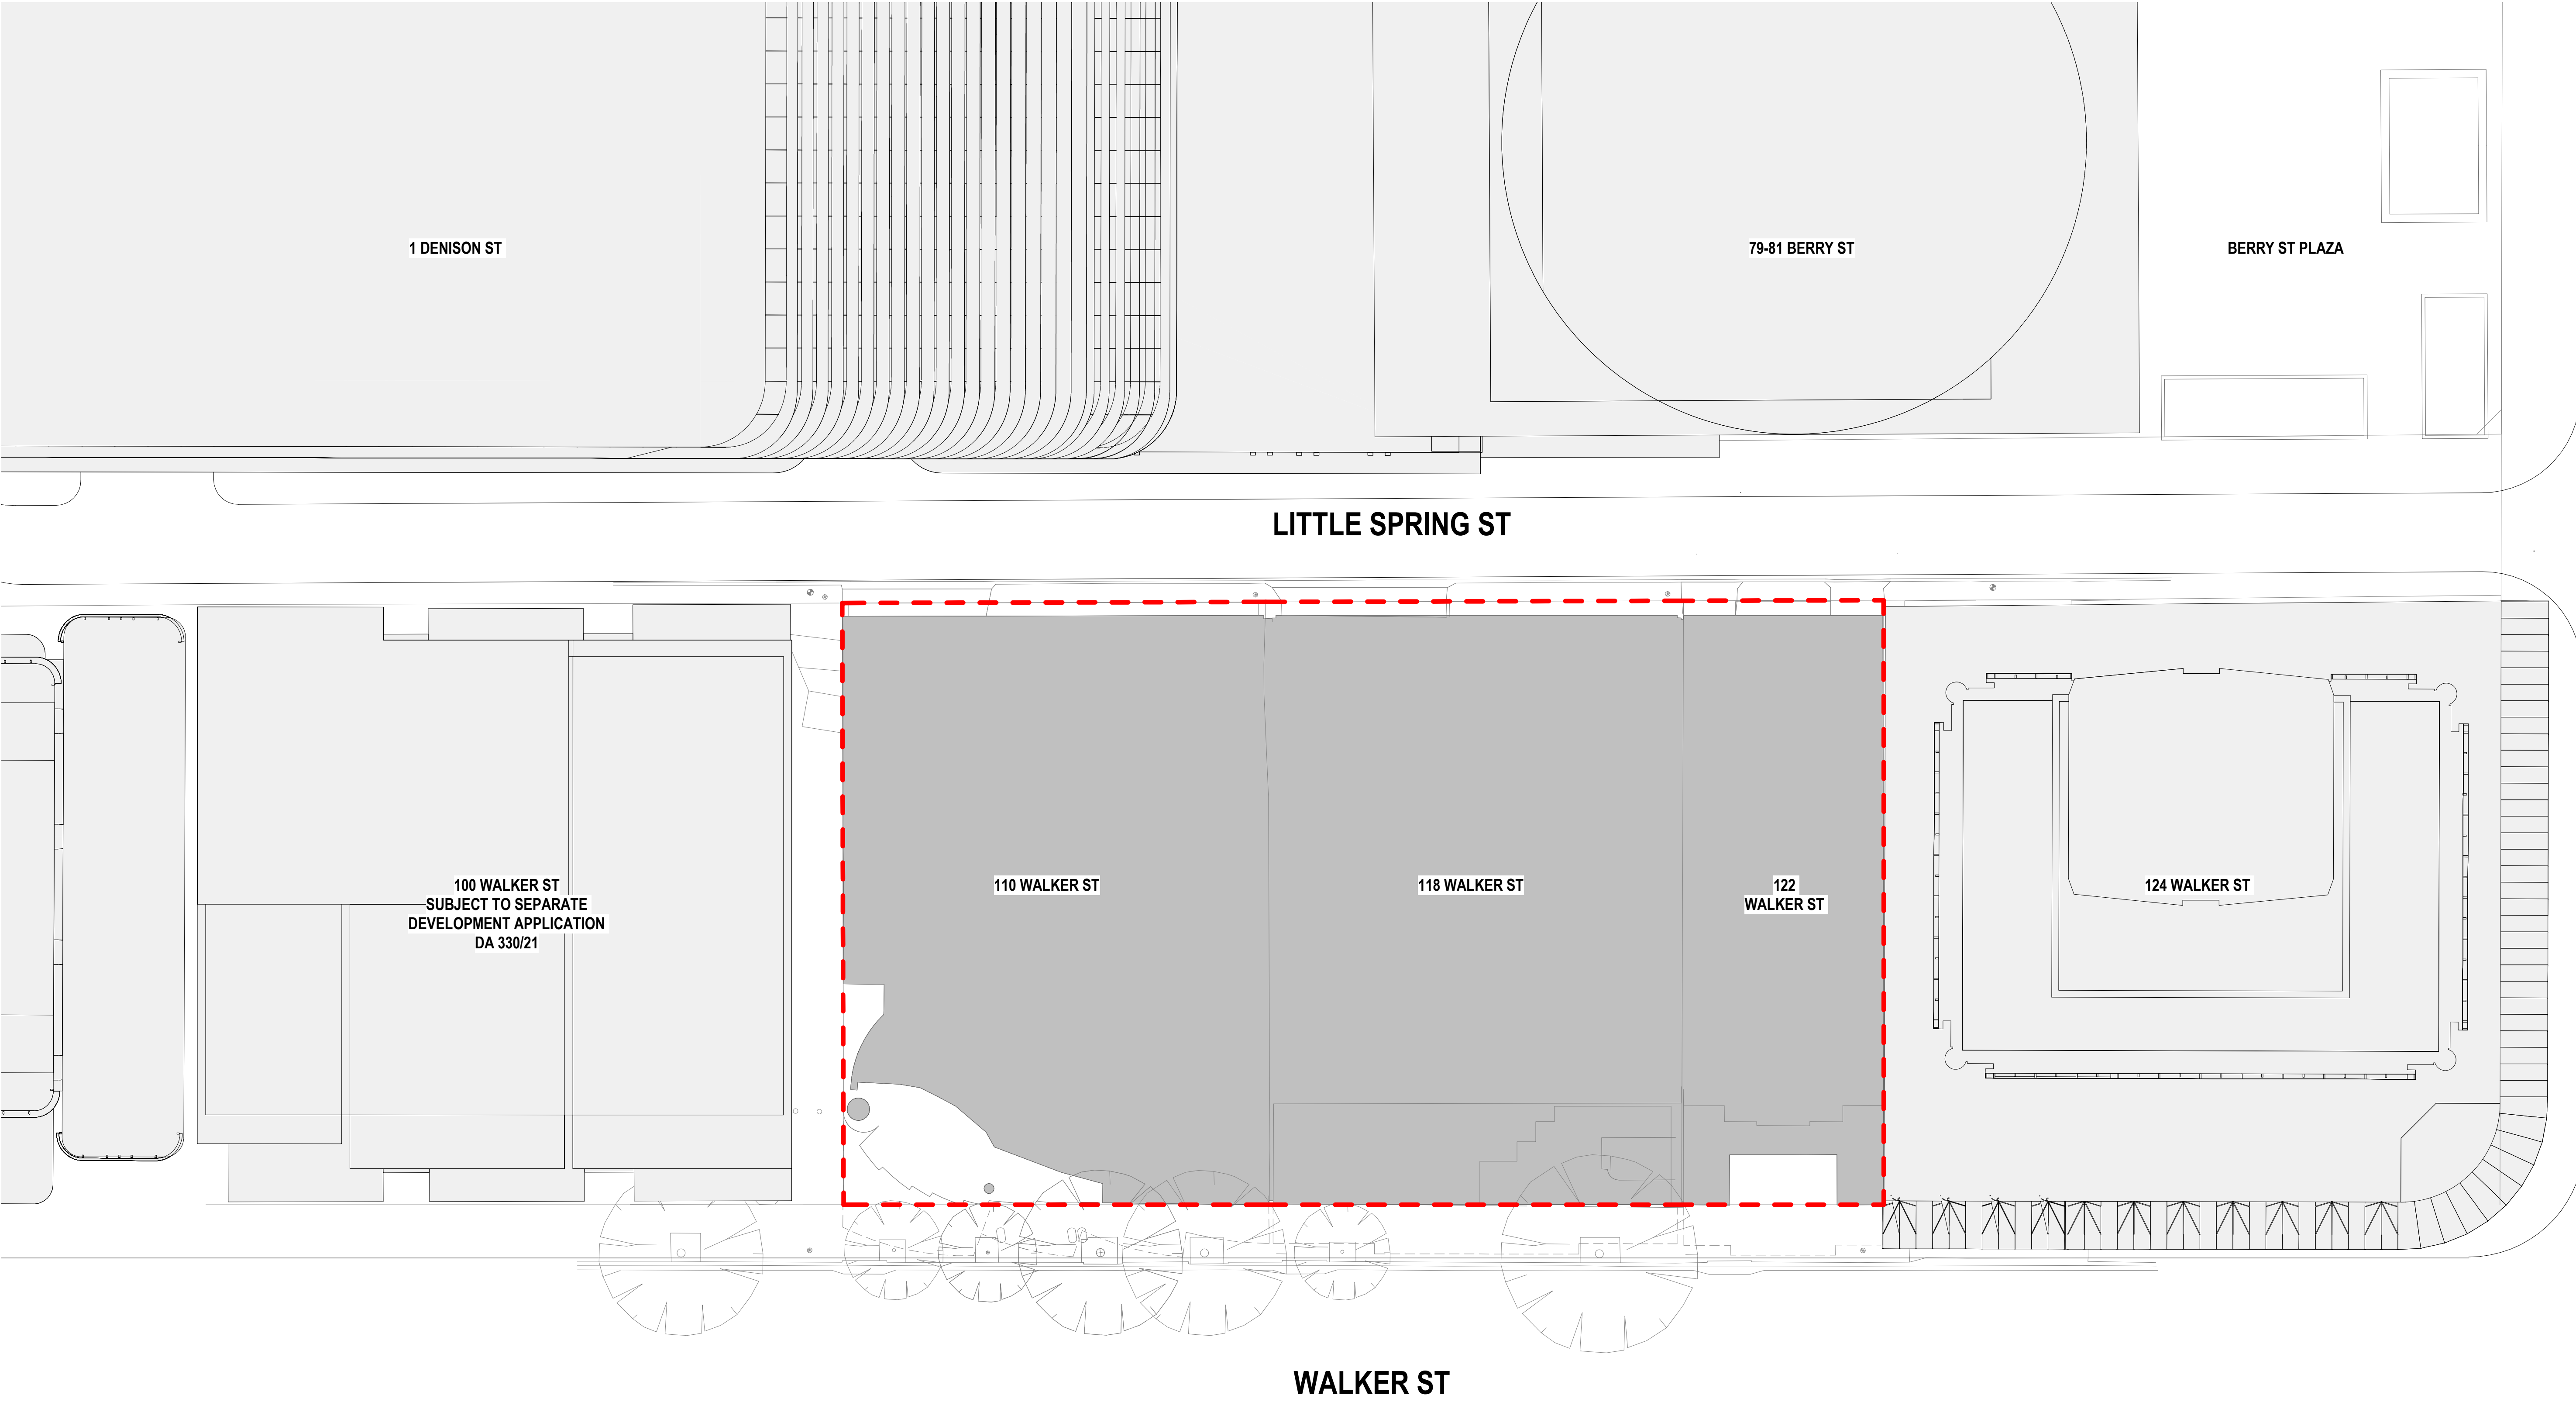 1 DENISON ST
79-81 BERRY ST
BERRY ST PLAZA
LITTLE SPRING ST
100 WALKER ST
SUBJECT TO SEPARATE
DEVELOPMENT APPLICATION
DA 330/21
110 WALKER ST
118 WALKER ST
122
WALKER ST
124 WALKER ST
WALKER ST